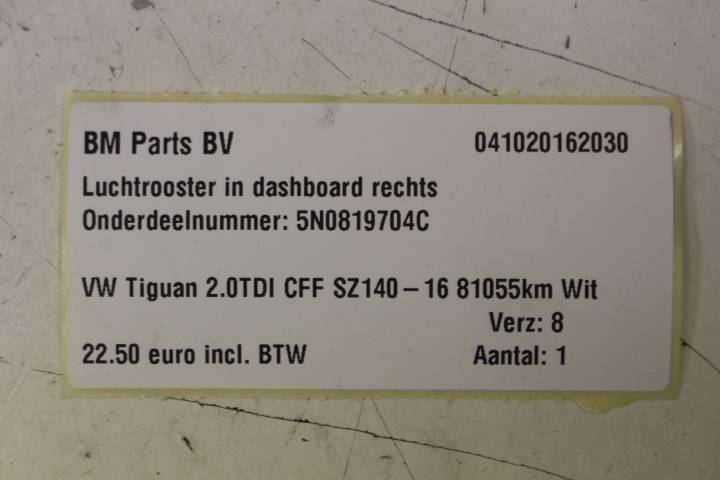 BM Parts BV 041020162030
Luchtrooster in dashboard rechts
Onderdeelnummer: 5N0819704C
VW Tiguan 2.0TDI CFF SZ140-16 81055km Wit
Verz: 8
22.50 euro incl. BTW Aantal: 1